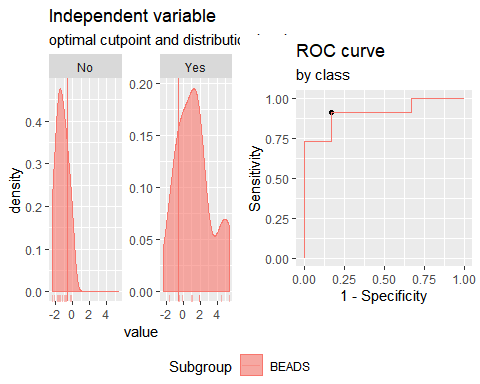 Independent variable
optimal cutpoint and distributic
No
Yes
density
0.4
0.3
0.2
0.1
0.0
0.20
0.15
0.10
0.05
0.00
-2 0 2 4
-2 0 2 4
value
ROC curve
by class
Sensitivity
1.00
0.75
0.50
0.25
0.00
0.00 0.25 0.50 0.75 1.00
1 - Specificity
Subgroup BEADS